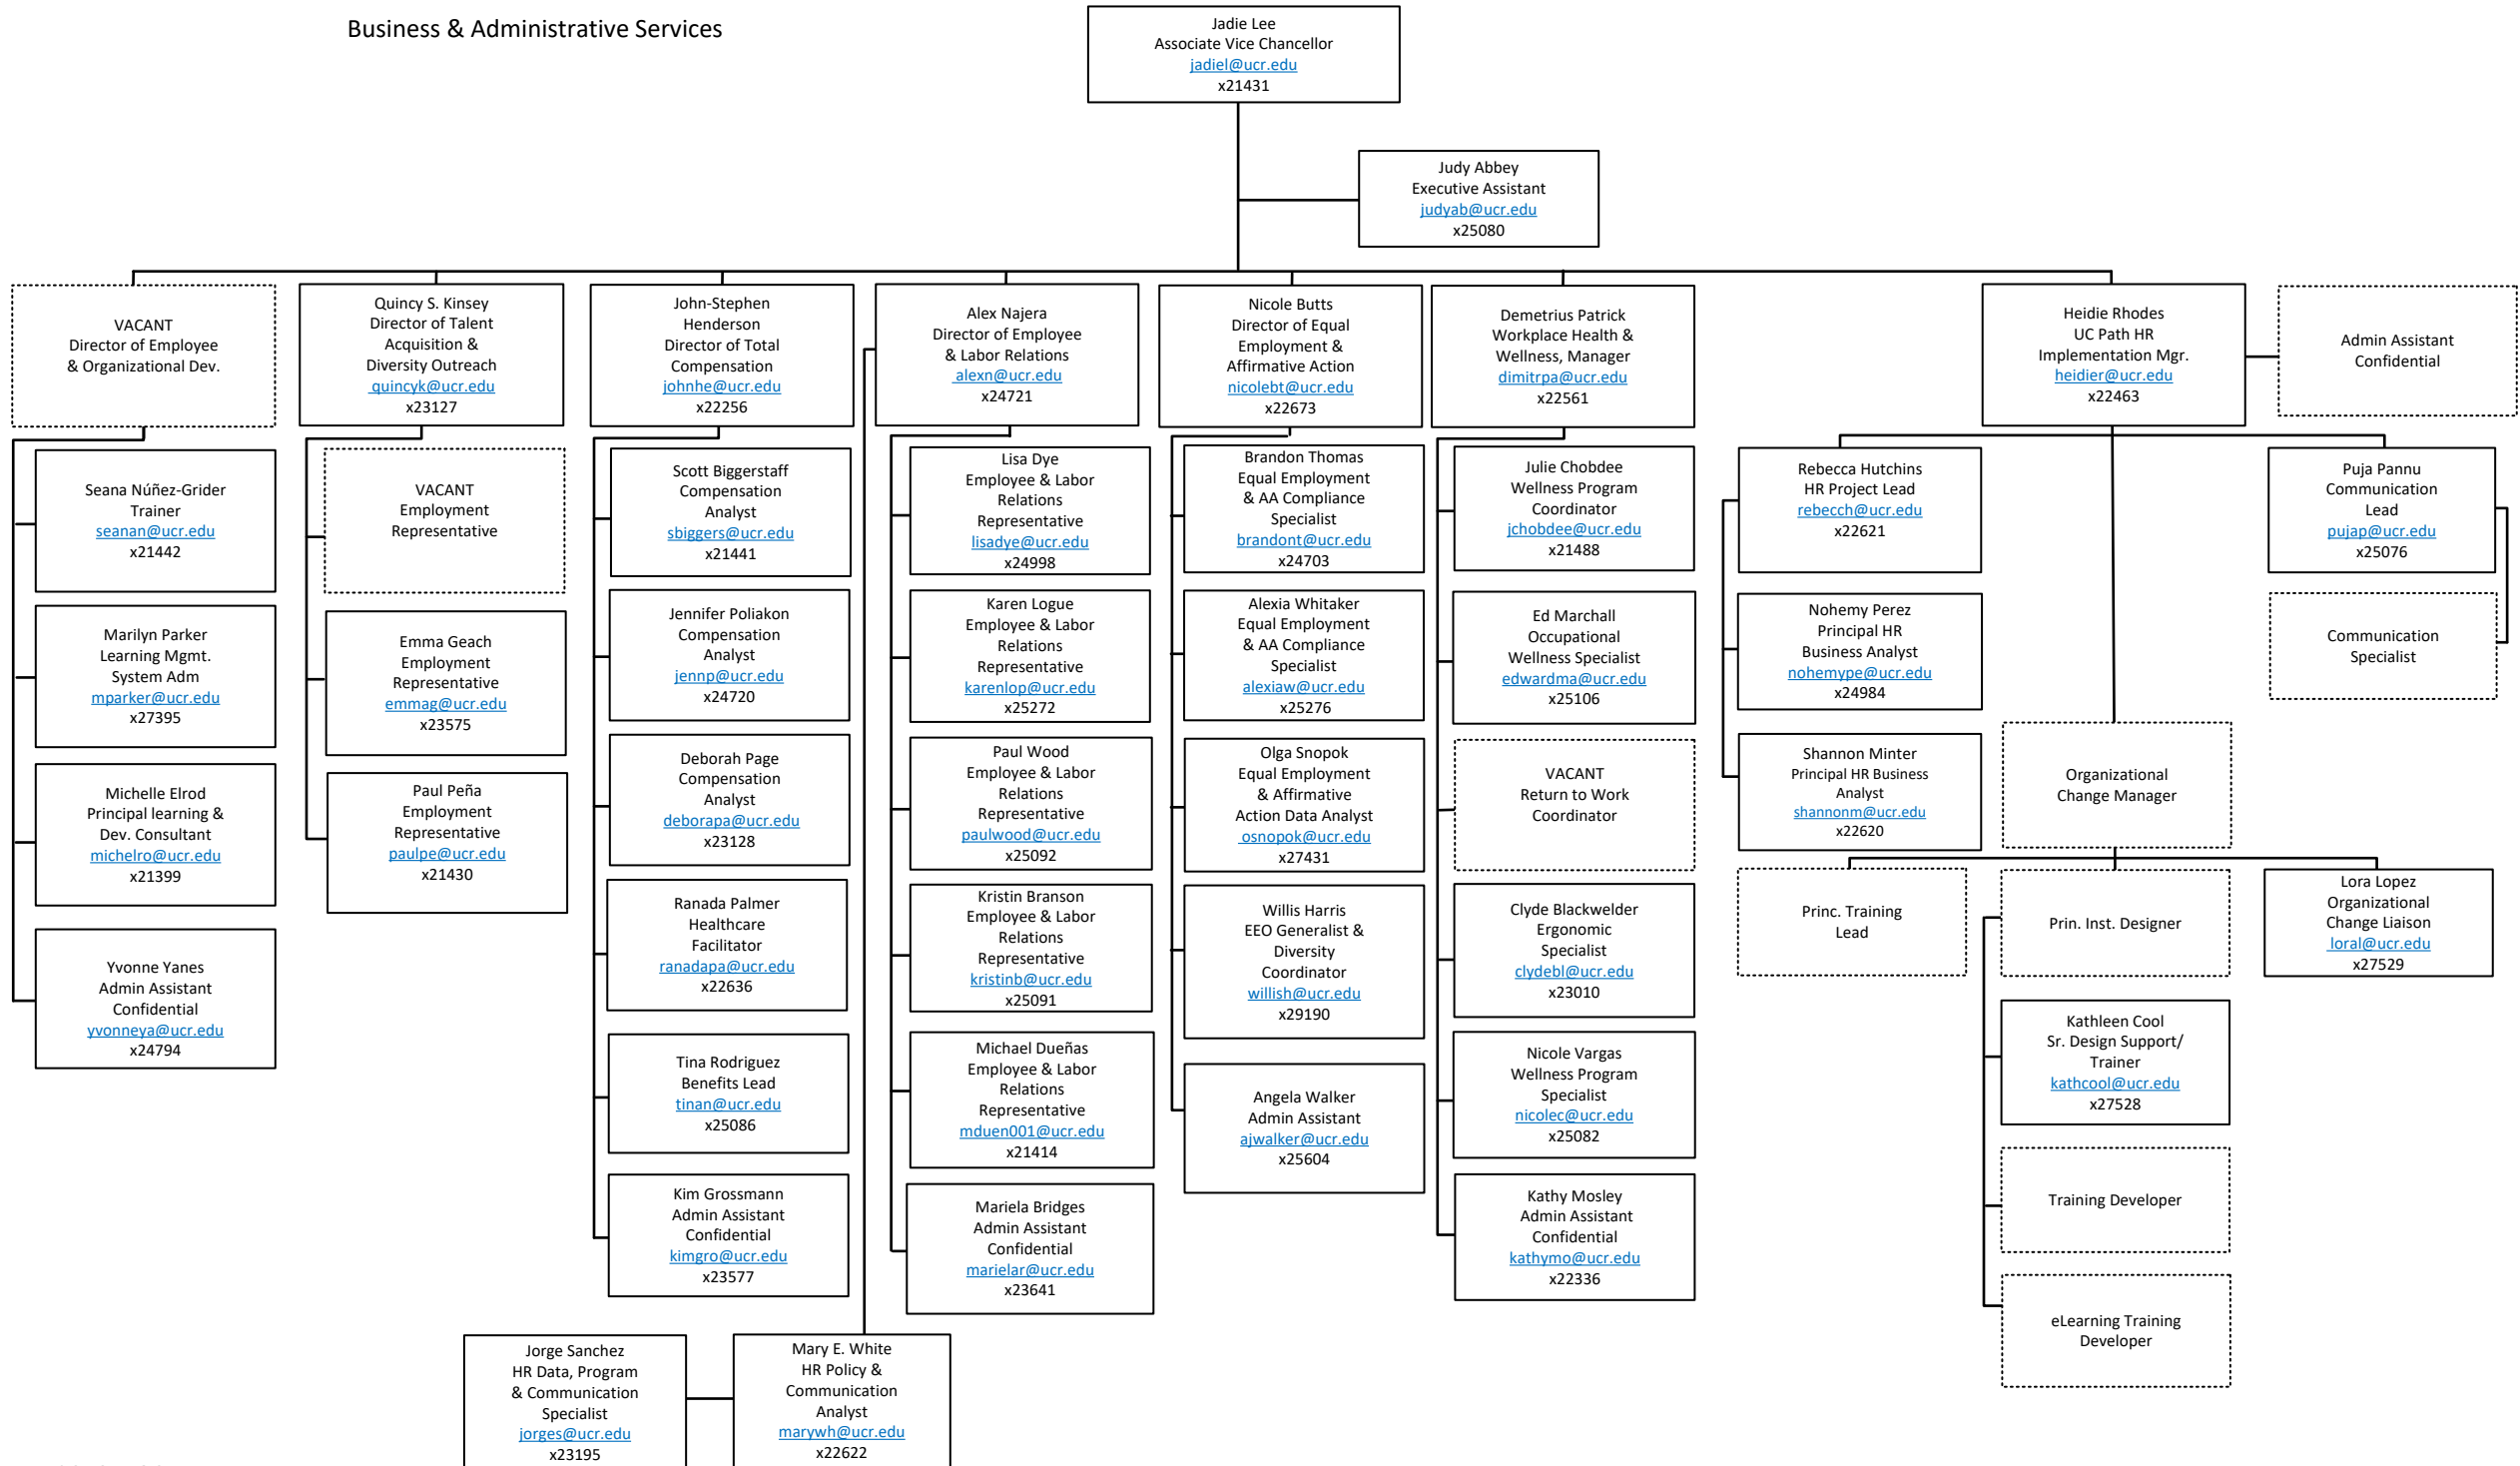 Business & Administrative Services
Jadie Lee
Associate Vice Chancellor
jadiel@ucr.edu
x21431
Judy Abbey
Executive Assistant
judyab@ucr.edu
x25080
VACANT
Director of Employee
& Organizational Dev.
Quincy S. Kinsey
Director of Talent
Acquisition &
Diversity Outreach
quincyk@ucr.edu
x23127
John-Stephen
Henderson
Director of Total
Compensation
johnhe@ucr.edu
x22256
Alex Najera
Director of Employee
& Labor Relations
alexn@ucr.edu
x24721
Nicole Butts
Director of Equal
Employment &
Affirmative Action
nicolebt@ucr.edu
x22673
Demetrius Patrick
Workplace Health &
Wellness, Manager
dimitrpa@ucr.edu
x22561
Heidie Rhodes
UC Path HR
Implementation Mgr.
heidier@ucr.edu
x22463
Admin Assistant
Confidential
Seana Núñez-Grider
Trainer
seanan@ucr.edu
x21442
Marilyn Parker
Learning Mgmt.
System Adm
mparker@ucr.edu
x27395
Michelle Elrod
Principal learning &
Dev. Consultant
michelro@ucr.edu
x21399
Yvonne Yanes
Admin Assistant
Confidential
yvonneya@ucr.edu
x24794
VACANT
Employment
Representative
Emma Geach
Employment
Representative
emmag@ucr.edu
x23575
Paul Peña
Employment
Representative
paulpe@ucr.edu
x21430
Scott Biggerstaff
Compensation
Analyst
sbiggers@ucr.edu
x21441
Jennifer Poliakon
Compensation
Analyst
jennp@ucr.edu
x24720
Deborah Page
Compensation
Analyst
deborapa@ucr.edu
x23128
Ranada Palmer
Healthcare
Facilitator
ranadapa@ucr.edu
x22636
Tina Rodriguez
Benefits Lead
tinan@ucr.edu
x25086
Kim Grossmann
Admin Assistant
Confidential
kimgro@ucr.edu
x23577
Lisa Dye
Employee & Labor
Relations
Representative
lisadye@ucr.edu
x24998
Karen Logue
Employee & Labor
Relations
Representative
karenlop@ucr.edu
x25272
Paul Wood
Employee & Labor
Relations
Representative
paulwood@ucr.edu
x25092
Kristin Branson
Employee & Labor
Relations
Representative
kristinb@ucr.edu
x25091
Michael Dueñas
Employee & Labor
Relations
Representative
mduen001@ucr.edu
x21414
Mariela Bridges
Admin Assistant
Confidential
marielar@ucr.edu
x23641
Brandon Thomas
Equal Employment
& AA Compliance
Specialist
brandont@ucr.edu
x24703
Alexia Whitaker
Equal Employment
& AA Compliance
Specialist
alexiaw@ucr.edu
x25276
Olga Snopok
Equal Employment
& Affirmative
Action Data Analyst
osnopok@ucr.edu
x27431
Willis Harris
EEO Generalist &
Diversity
Coordinator
willish@ucr.edu
x29190
Angela Walker
Admin Assistant
ajwalker@ucr.edu
x25604
Julie Chobdee
Wellness Program
Coordinator
jchobdee@ucr.edu
x21488
Ed Marchall
Occupational
Wellness Specialist
edwardma@ucr.edu
x25106
VACANT
Return to Work
Coordinator
Clyde Blackwelder
Ergonomic
Specialist
clydebl@ucr.edu
x23010
Nicole Vargas
Wellness Program
Specialist
nicolec@ucr.edu
x25082
Kathy Mosley
Admin Assistant
Confidential
kathymo@ucr.edu
x22336
Rebecca Hutchins
HR Project Lead
rebecch@ucr.edu
x22621
Nohemy Perez
Principal HR
Business Analyst
nohemype@ucr.edu
x24984
Shannon Minter
Principal HR Business
Analyst
shannonm@ucr.edu
x22620
Puja Pannu
Communication
Lead
pujap@ucr.edu
x25076
Communication
Specialist
Organizational
Change Manager
Princ. Training
Lead
Prin. Inst. Designer
Lora Lopez
Organizational
Change Liaison
loral@ucr.edu
x27529
Kathleen Cool
Sr. Design Support/
Trainer
kathcool@ucr.edu
x27528
Training Developer
eLearning Training
Developer
Jorge Sanchez
HR Data, Program
& Communication
Specialist
jorges@ucr.edu
x23195
Mary E. White
HR Policy &
Communication
Analyst
marywh@ucr.edu
x22622